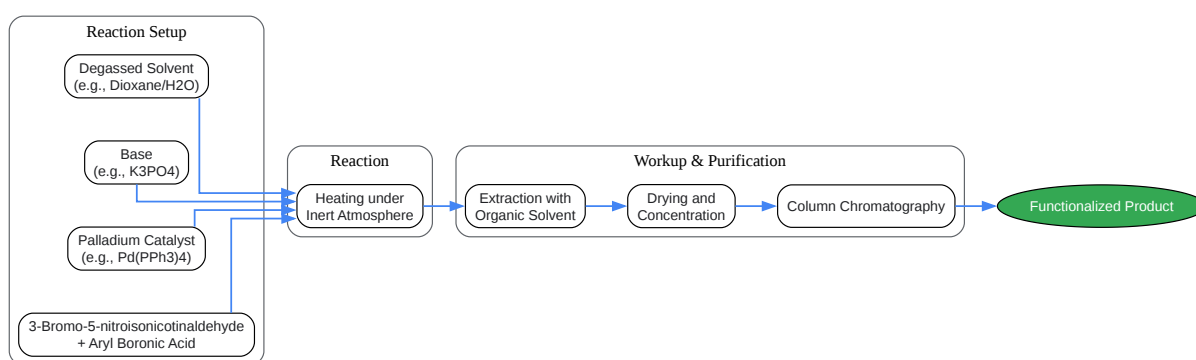 Reaction Setup
Degassed Solvent
(e.g., Dioxane/H2O)
Base
(e.g., K3PO4)
Palladium Catalyst
(e.g., Pd(PPh3)4)
3-Bromo-5-nitroisonicotinaldehyde
+ Aryl Boronic Acid
Reaction
Heating under
Inert Atmosphere
Workup & Purification
Extraction with
Organic Solvent
Drying and
Concentration
Column Chromatography
Functionalized Product